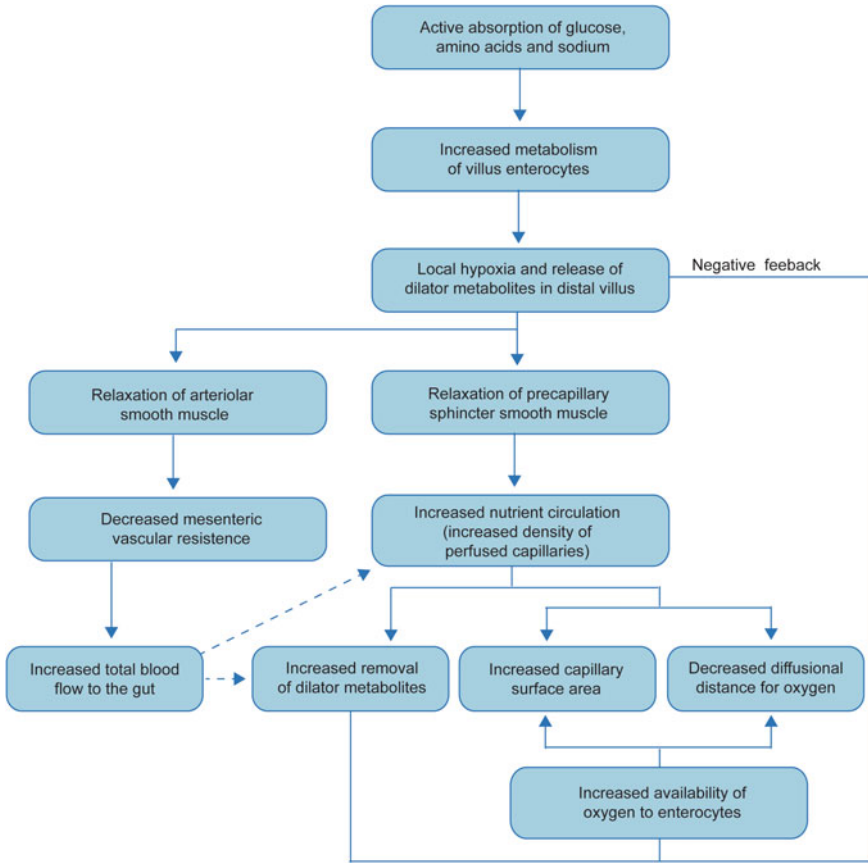 Active absorption of glucose,
amino acids and sodium
Increased metabolism
of villus enterocytes
Local hypoxia and release of
dilator metabolites in distal villus
Negative feeback
Relaxation of arteriolar
smooth muscle
Relaxation of precapillary
sphincter smooth muscle
Decreased mesenteric
vascular resistence
Increased nutrient circulation
(increased density of
perfused capillaries)
Increased total blood
flow to the gut
Increased removal
of dilator metabolites
Increased capillary
surface area
Decreased diffusional
distance for oxygen
Increased availability of
oxygen to enterocytes